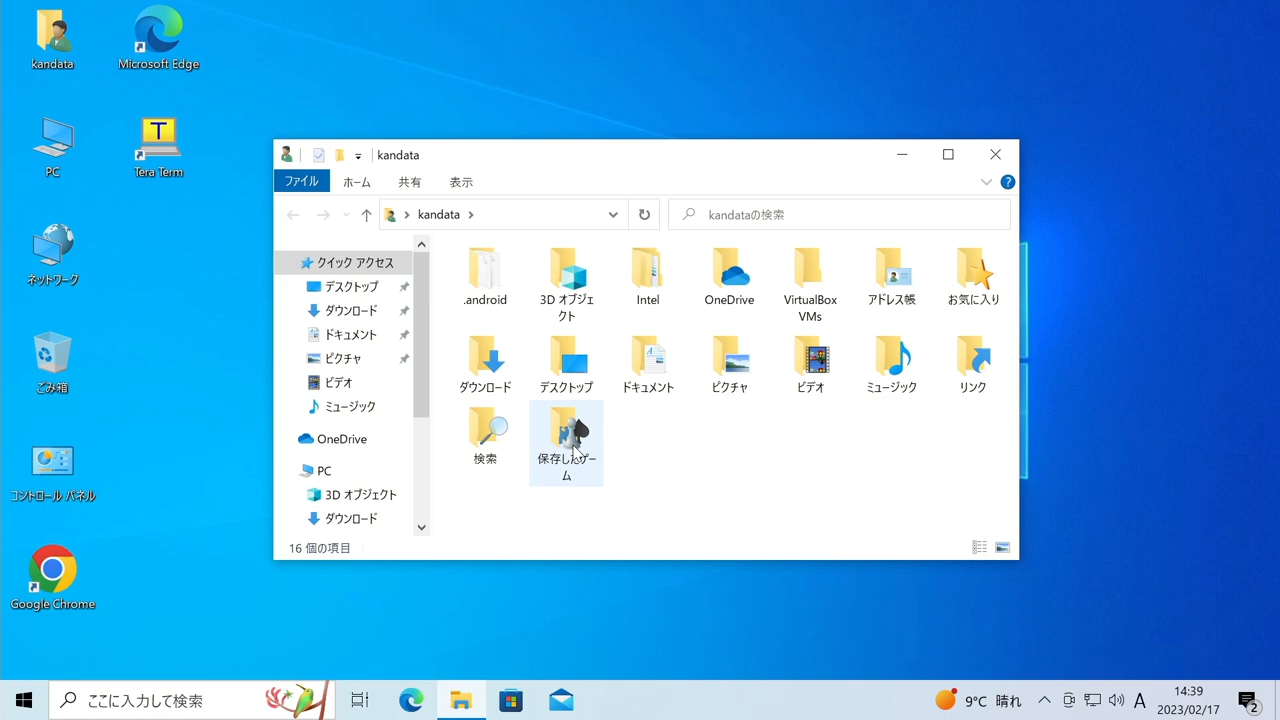 kandata
Microsoft Edge
PC
Tera Term
ネットワーク
ごみ箱
コントロール パネル
Google Chrome
kandata
ファイル
ホーム
共有
表示
kandata
kandataの検索
クイック アクセス
デスクトップ
ダウンロード
ドキュメント
ピクチャ
ビデオ
ミュージック
OneDrive
PC
3D オブジェクト
ダウンロード
.android
3D オブジェ
クト
Intel
OneDrive
VirtualBox
VMs
アドレス帳
お気に入り
ダウンロード
デスクトップ
ドキュメント
ピクチャ
ビデオ
ミュージック
リンク
検索
保存したゲー
ム
16 個の項目
ここに入力して検索
9°C 晴れ
A
14:39
2023/02/17
2